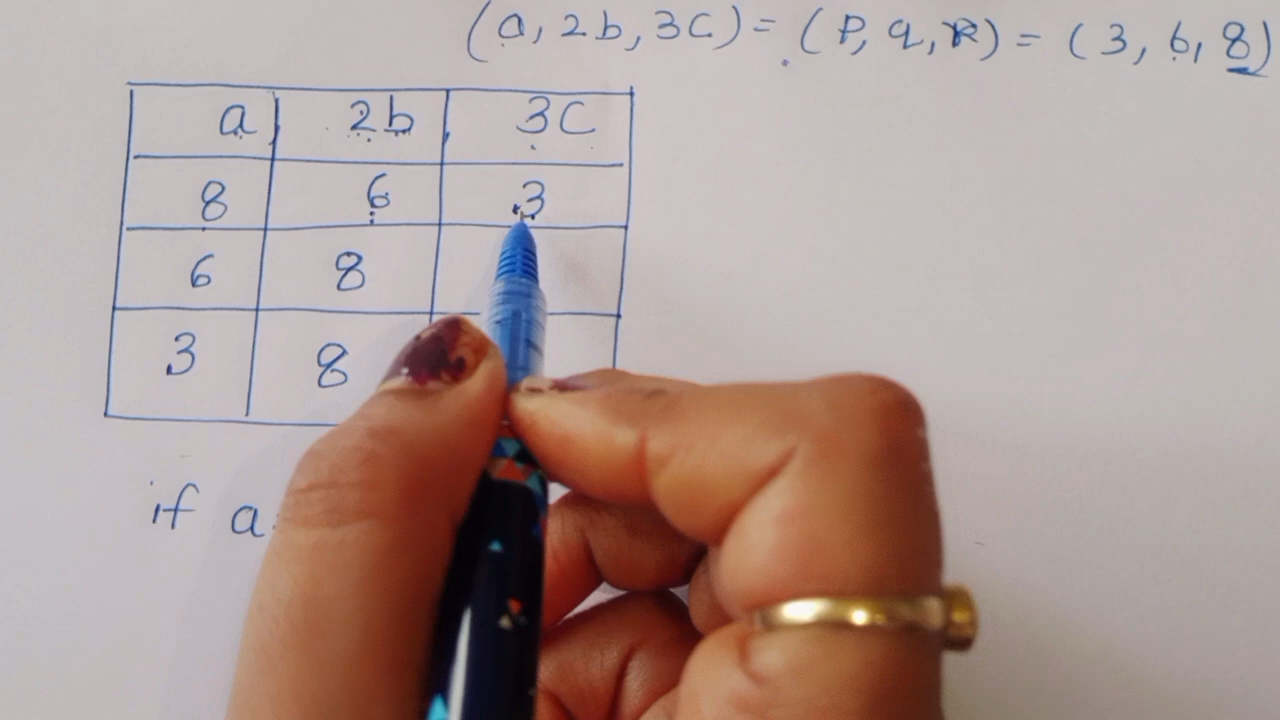 (a, 2b, 3C) = (P, q, R) = (3, 6, 8)
a, 2b, 3C
8 6 3
6 8
3 8
if a